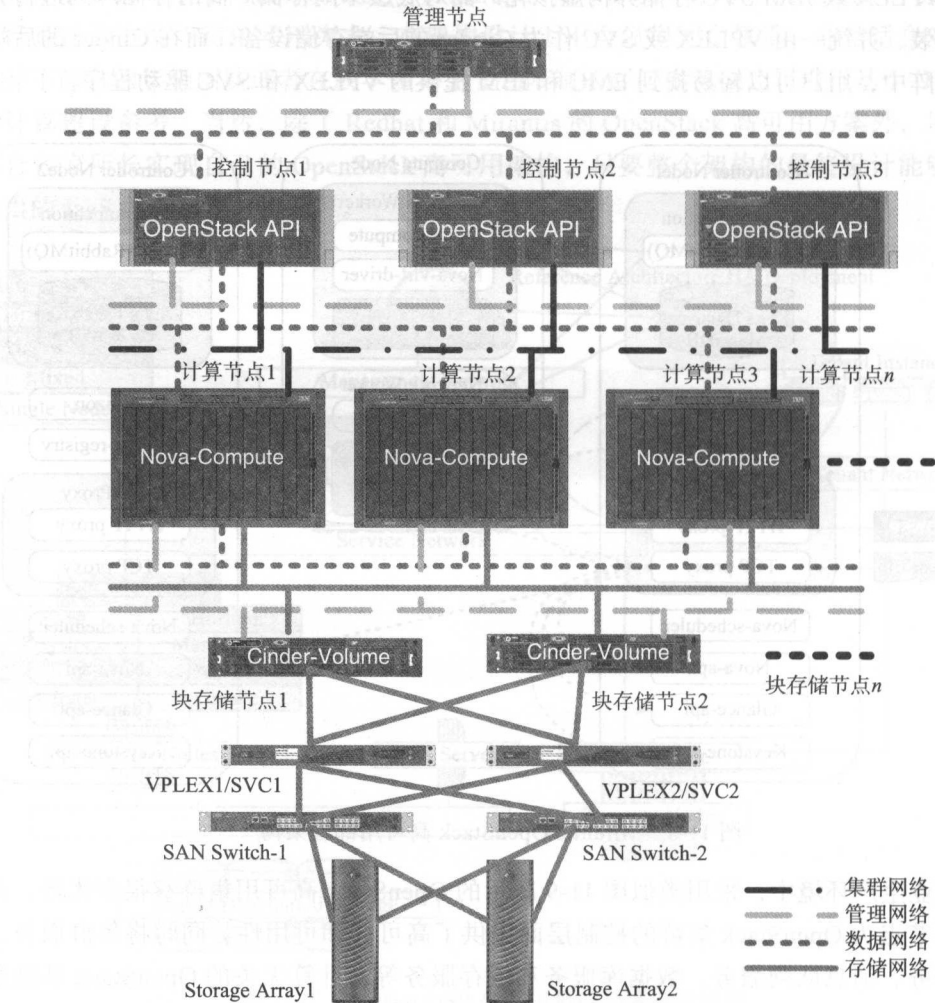 管理节点
控制节点1
控制节点2
控制节点3
OpenStack API
OpenStack API
OpenStack API
计算节点1
计算节点2
计算节点3
计算节点n
Nova-Compute
Nova-Compute
Nova-Compute
Cinder-Volume
Cinder-Volume
块存储节点1
块存储节点2
块存储节点n
VPLEX1/SVC1
VPLEX2/SVC2
SAN Switch-1
SAN Switch-2
集群网络
管理网络
数据网络
存储网络
Storage Array1
Storage Array2